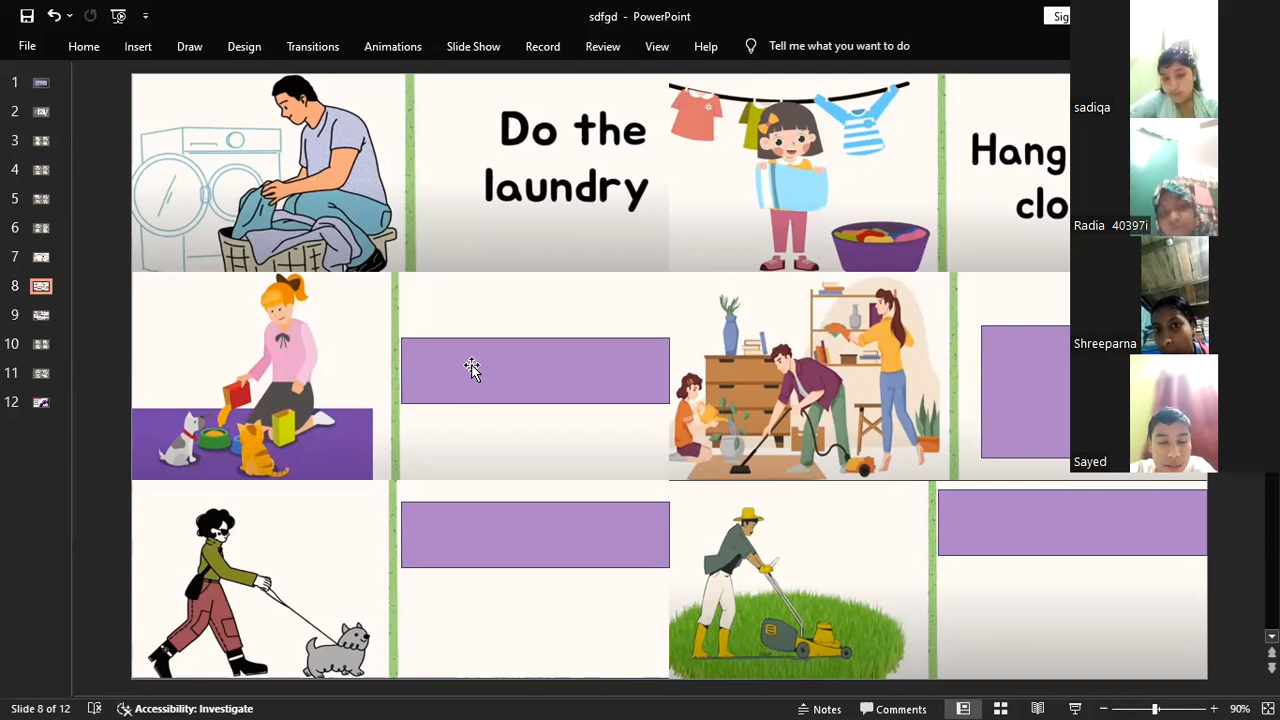 sdfgd - PowerPoint
Sig
File Home Insert Draw Design Transitions Animations Slide Show Record Review View Help Tell me what you want to do
1
2
3
4
5
6
7
8
9
10
11
12
Do the
laundry
Hang
clo
sadiqa
Radia 40397i
Shreeparna
Sayed
Slide 8 of 12 Accessibility: Investigate Notes Comments 90%